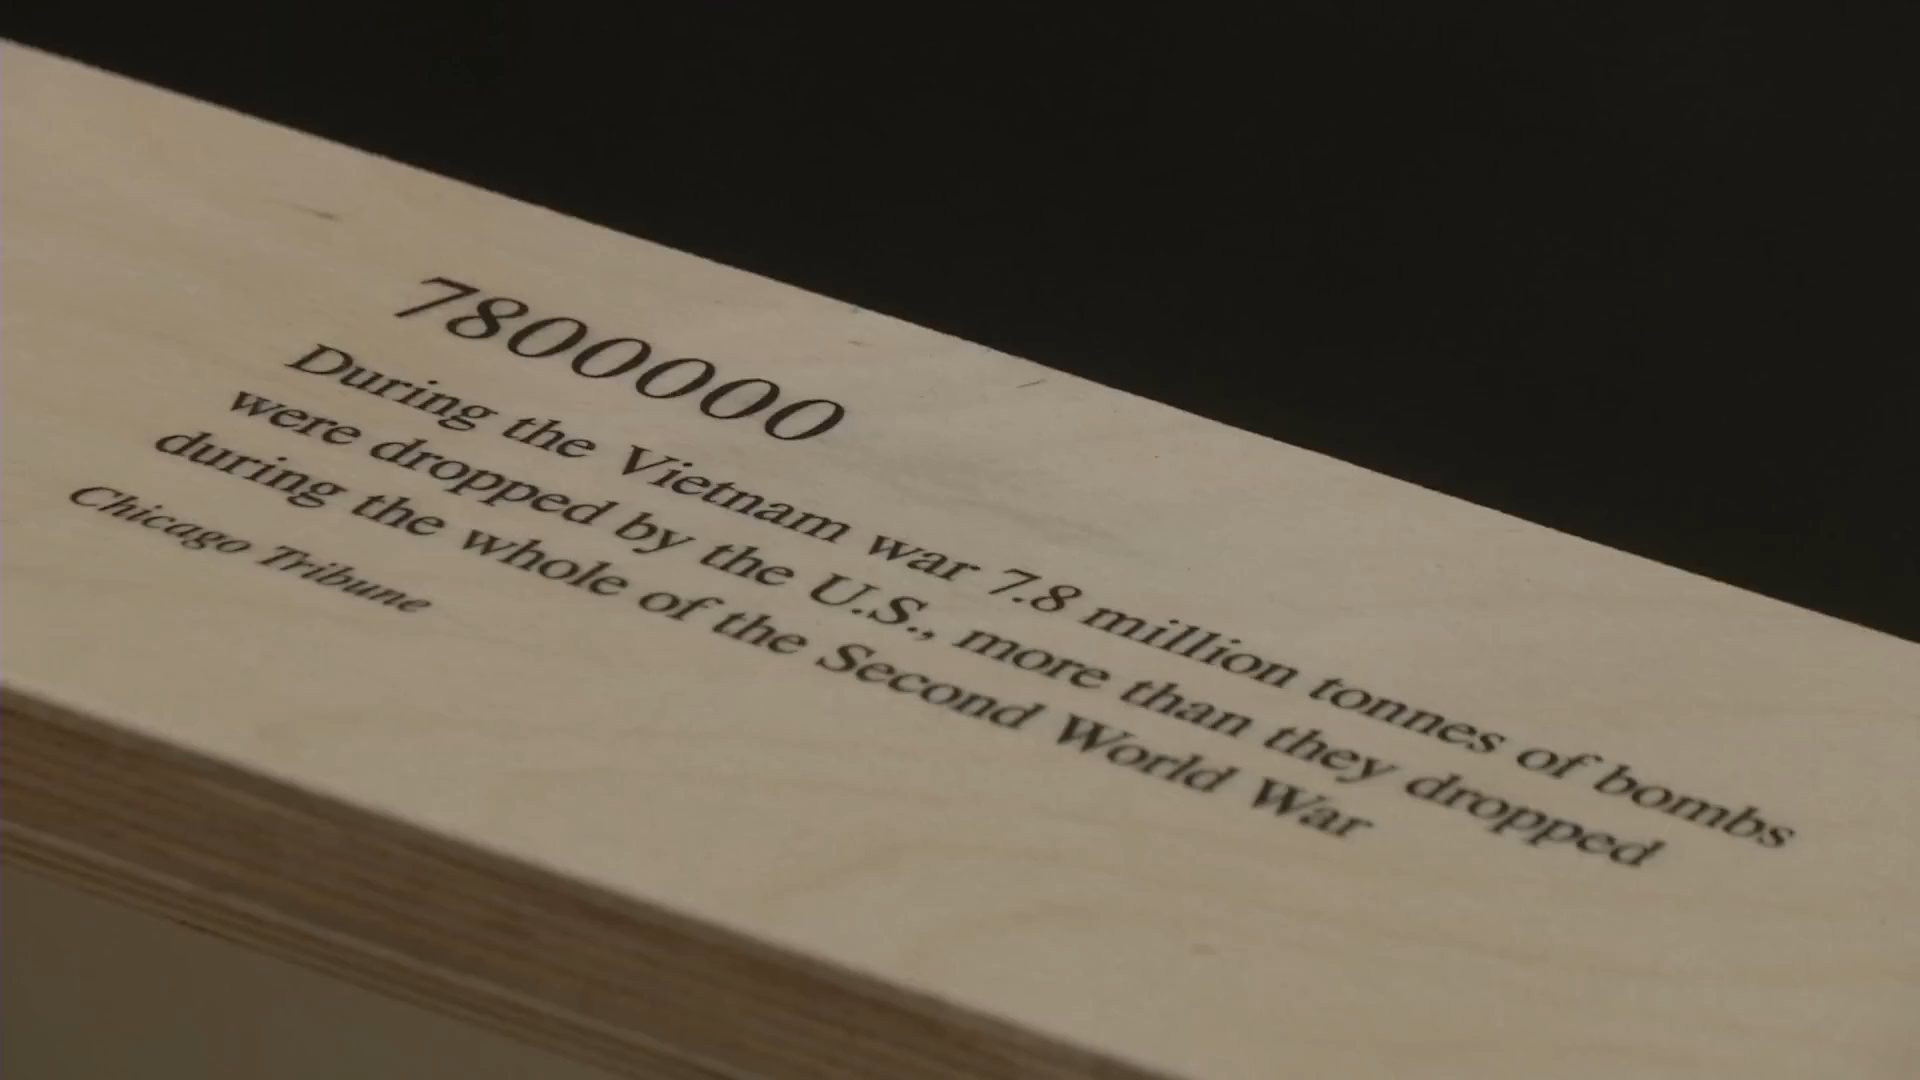 7800000
During the Vietnam war 7.8 million tonnes of bombs
were dropped by the U.S., more than they dropped
during the whole of the Second World War
Chicago Tribune